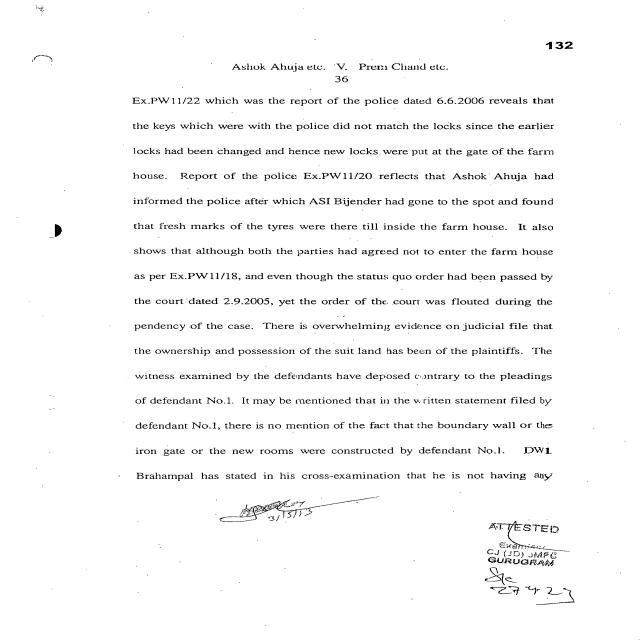 132
Ashok Ahuja etc. V. Prem Chand etc.
36
Ex.PW11/22 which was the report of the police dated 6.6.2006 reveals that
the keys which were with the police did not match the locks since the earlier
locks had been changed and hence new locks were put at the gate of the farm
house. Report of the police Ex.PW11/20 reflects that Ashok Ahuja had
informed the police after which ASI Bijender had gone to the spot and found
that fresh marks of the tyres were there till inside the farm house. It also
shows that although both the parties had agreed not to enter the farm house
as per Ex.PW11/18, and even though the status quo order had been passed by
the court dated 2.9.2005, yet the order of the court was flouted during the
pendency of the case. There is overwhelming evidence on judicial file that
the ownership and possession of the suit land has been of the plaintiffs. The
witness examined by the defendants have deposed contrary to the pleadings
of defendant No.1. It may be mentioned that in the written statement filed by
defendant No.1, there is no mention of the fact that the boundary wall or the
iron gate or the new rooms were constructed by defendant No.1. DW1
Brahampal has stated in his cross-examination that he is not having any
3/15/13
ATTESTED
Examiner
CJ (JD) JMFC
GURUGRAM